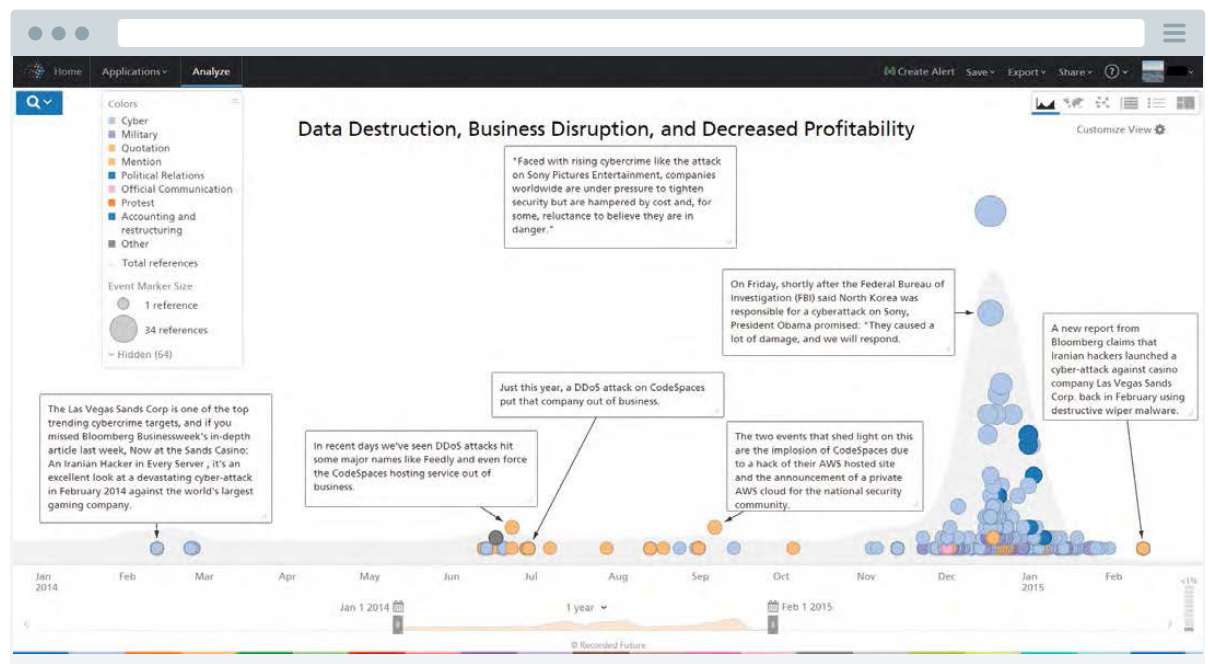 Home
Applications
Analyze
Create Alert
Save
Export
Share
?
Colors
Cyber
Military
Quotation
Mention
Political Relations
Official Communication
Protest
Accounting and
restructuring
Other
Total references
Event Marker Size
1 reference
34 references
Hidden (64)
Customize View
Data Destruction, Business Disruption, and Decreased Profitability
"Faced with rising cybercrime like the attack
on Sony Pictures Entertainment, companies
worldwide are under pressure to tighten
security but are hampered by cost and, for
some, reluctance to believe they are in
danger."
On Friday, shortly after the Federal Bureau of
Investigation (FBI) said North Korea was
responsible for a cyberattack on Sony,
President Obama promised: "They caused a
lot of damage, and we will respond.
A new report from
Bloomberg claims that
Iranian hackers launched a
cyber-attack against casino
company Las Vegas Sands
Corp. back in February using
destructive wiper malware.
Just this year, a DDoS attack on CodeSpaces
put that company out of business.
The Las Vegas Sands Corp is one of the top
trending cybercrime targets, and if you
missed Bloomberg Businessweek's in-depth
article last week, Now at the Sands Casino:
An Iranian Hacker in Every Server , it's an
excellent look at a devastating cyber-attack
in February 2014 against the world's largest
gaming company.
In recent days we've seen DDoS attacks hit
some major names like Feedly and even force
the CodeSpaces hosting service out of
business.
The two events that shed light on this
are the implosion of CodeSpaces due
to a hack of their AWS hosted site
and the announcement of a private
AWS cloud for the national security
community.
Jan
2014
Feb
Mar
Apr
May
Jun
Jul
Aug
Sep
Oct
Nov
Dec
Jan
2015
Feb
<1%
Jan 1 2014
1 year
Feb 1 2015
© Recorded Future